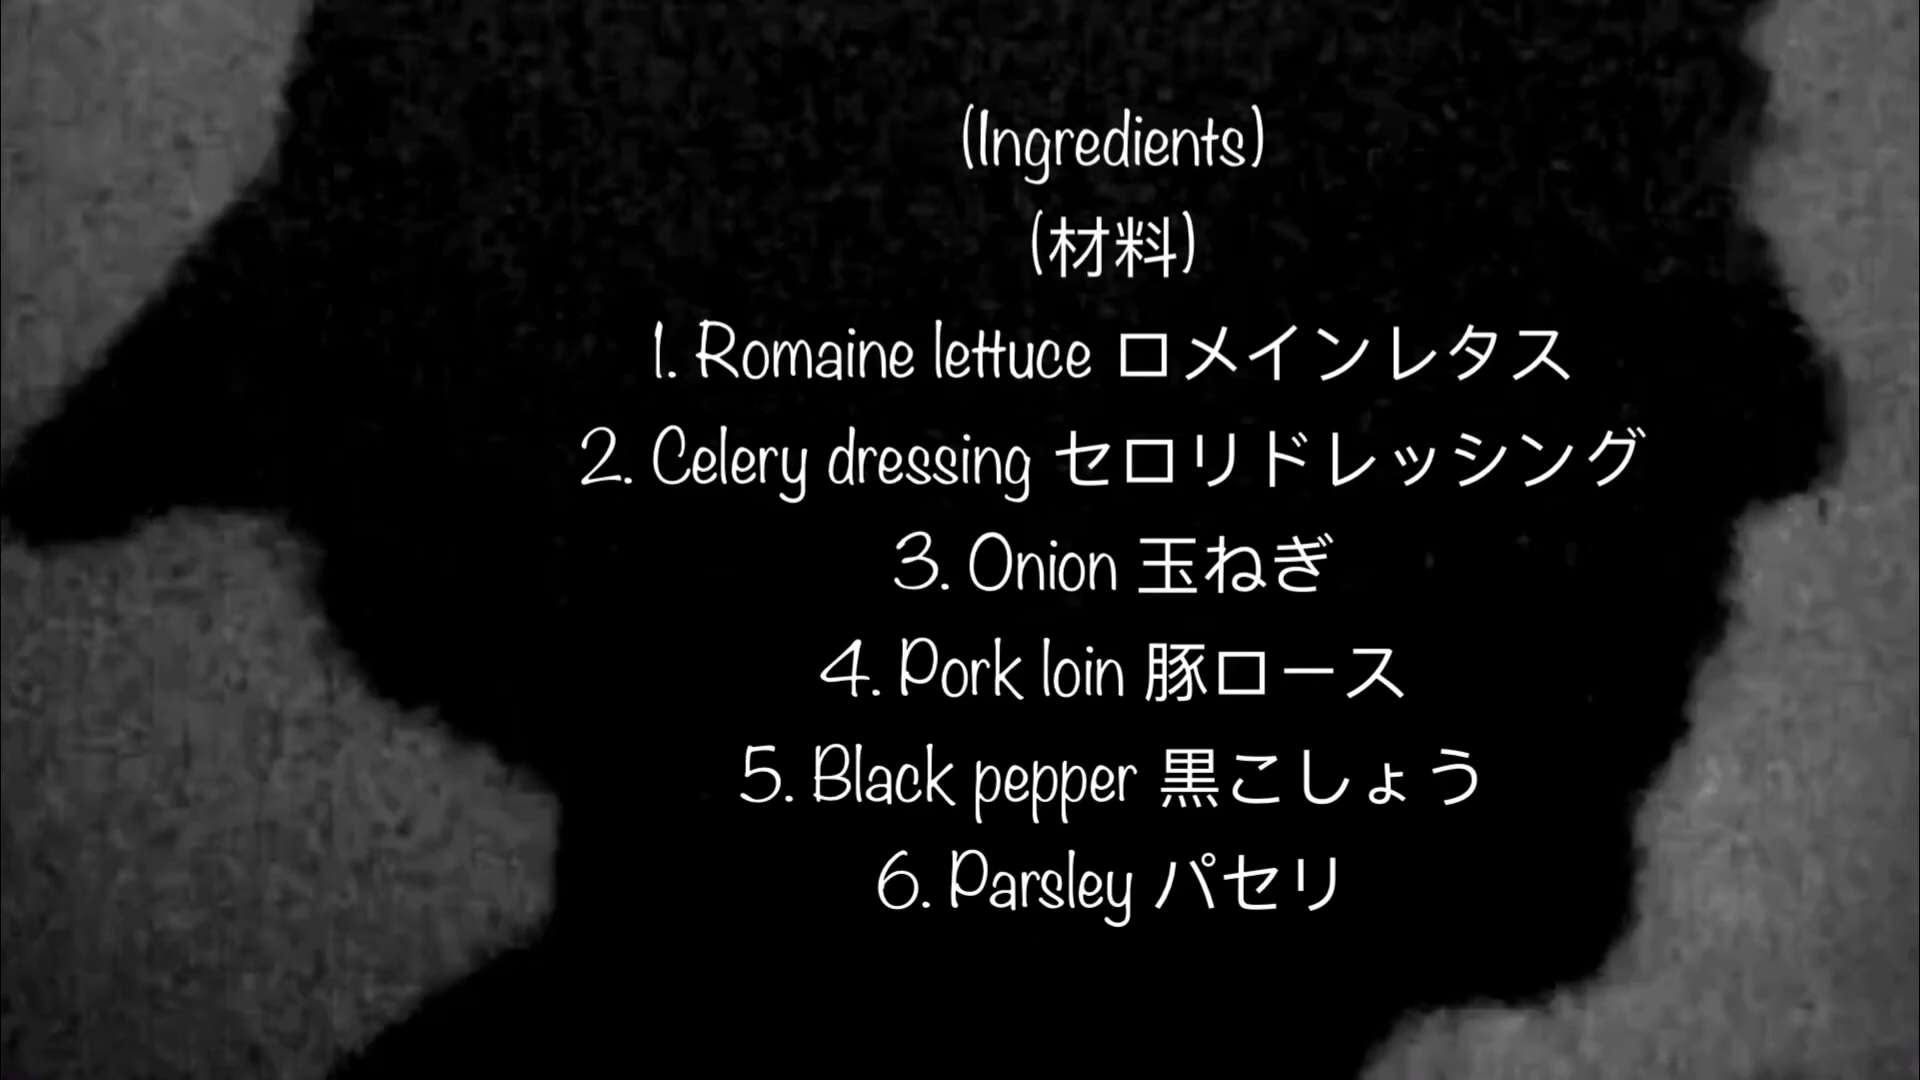 (Ingredients)
(材料)
1. Romaine lettuce ロメインレタス
2. Celery dressing セロリドレッシング
3. Onion 玉ねぎ
4. Pork loin 豚ロース
5. Black pepper 黒こしょう
6. Parsley パセリ